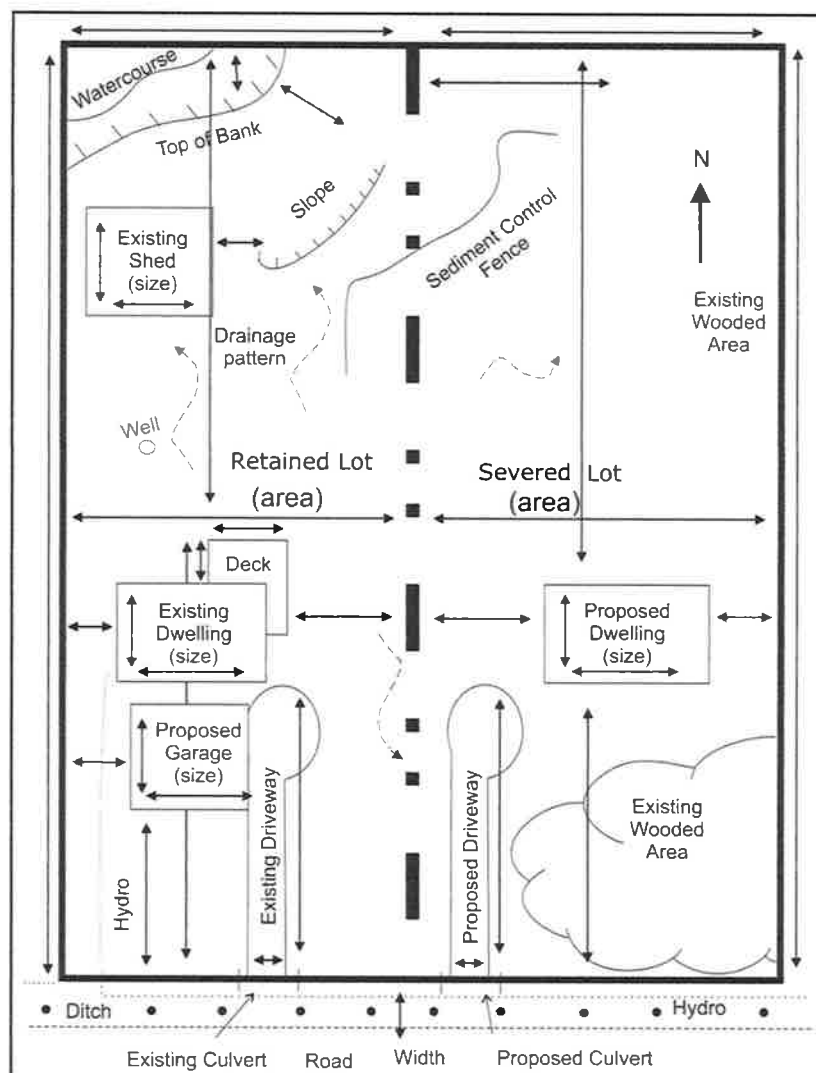 Watercourse
Top of Bank
Slope
Sediment Control
Fence
N
Existing
Shed
(size)
Existing
Wooded
Area
Drainage
pattern
Well
Retained Lot
(area)
Severed Lot
(area)
Deck
Existing
Dwelling
(size)
Proposed
Dwelling
(size)
Proposed
Garage
(size)
Existing Driveway
Proposed Driveway
Existing
Wooded
Area
Hydro
Ditch
Hydro
Existing Culvert
Road
Width
Proposed Culvert